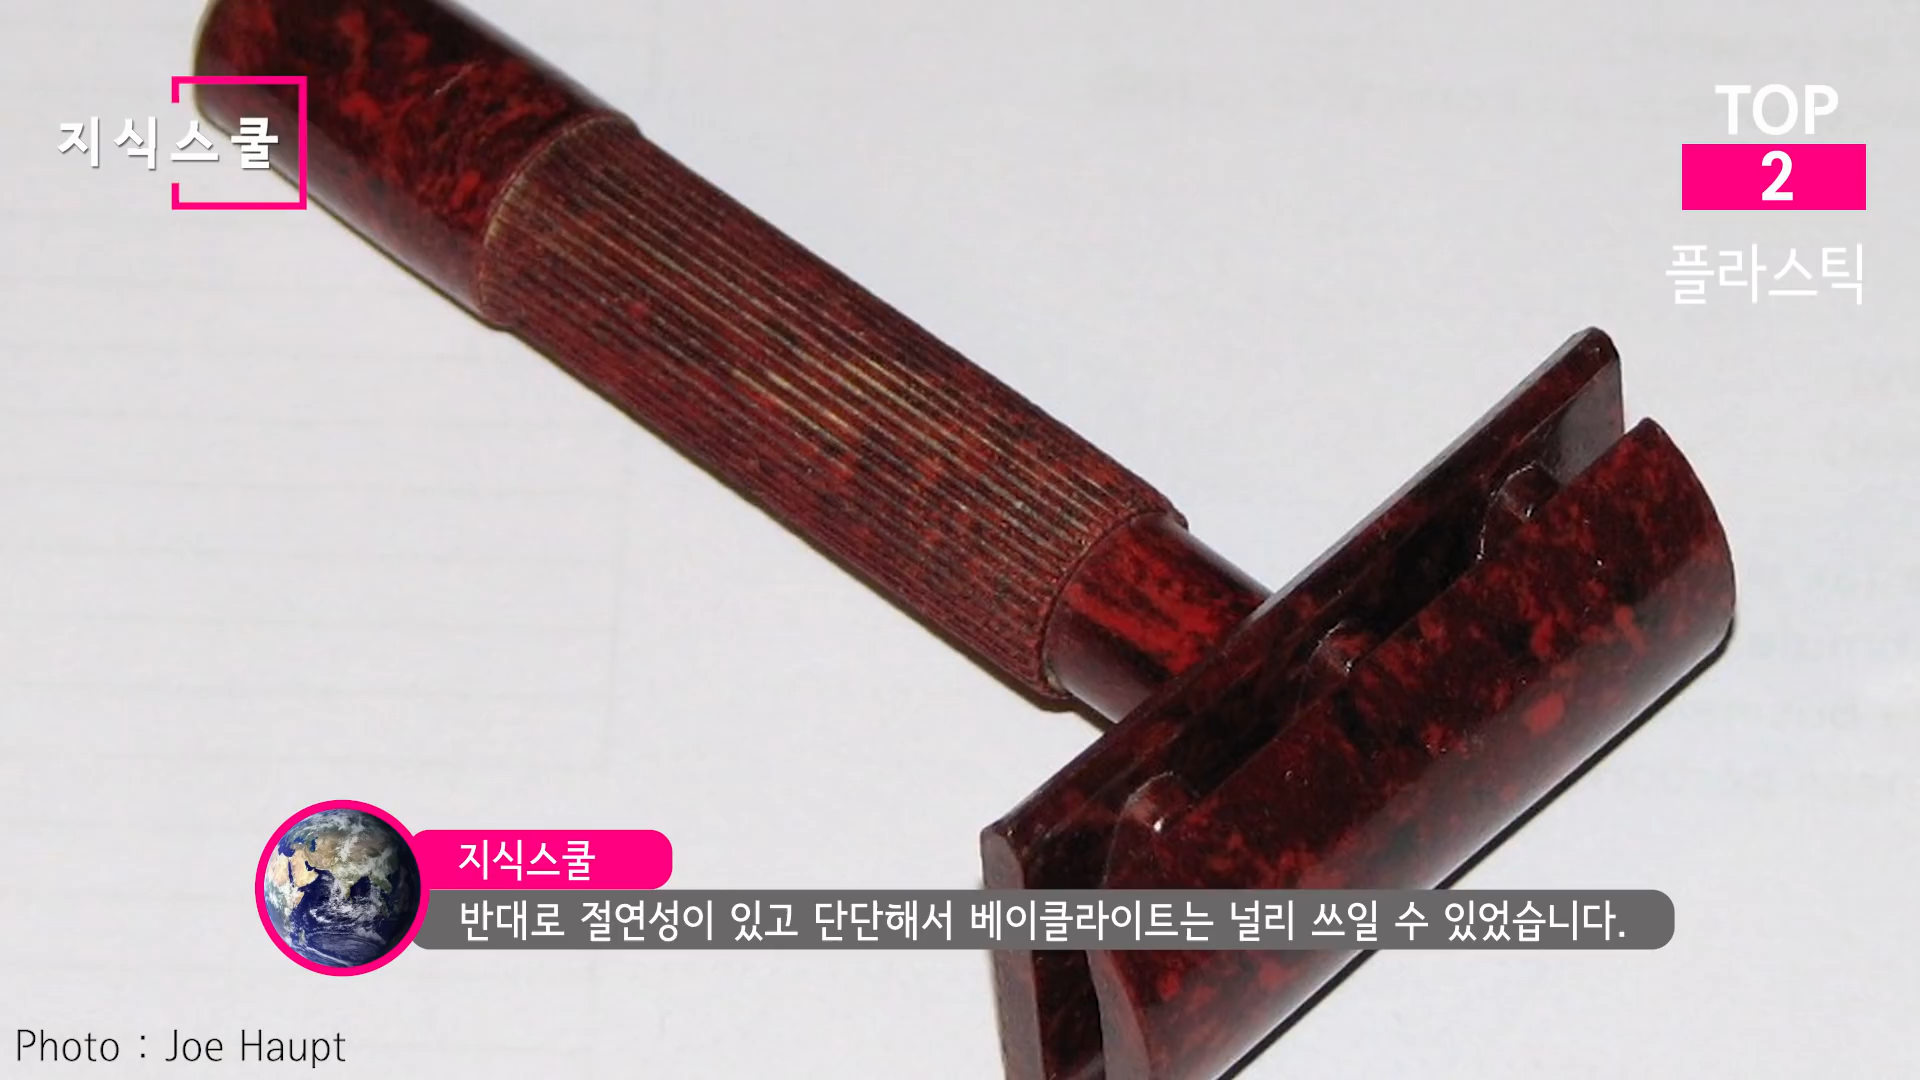 지식스쿨
TOP
2
플라스틱
지식스쿨
반대로 절연성이 있고 단단해서 베이클라이트는 널리 쓰일 수 있었습니다.
Photo : Joe Haupt